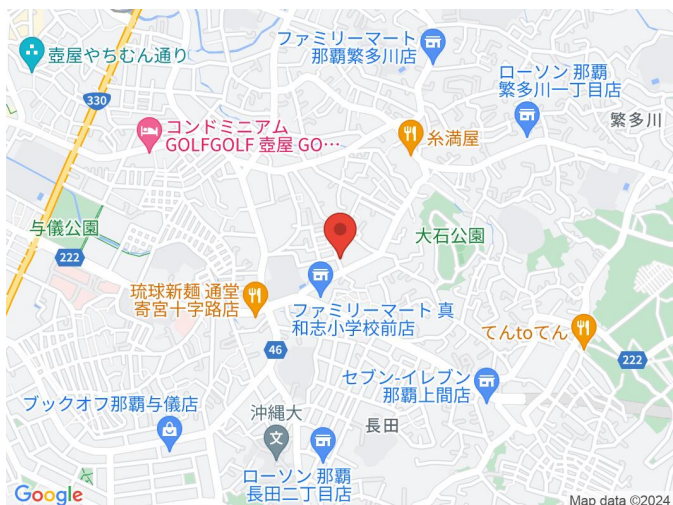 壺屋やちむん通り
ファミリーマート
那覇繁多川店
ローソン 那覇
繁多川一丁目店
繁多川
330
コンドミニアム
GOLFGOLF 壺屋 GO…
糸満屋
与儀公園
222
大石公園
琉球新麺 通堂
寄宮十字路店
ファミリーマート 真
和志小学校前店
てんtoてん
222
46
セブン-イレブン
那覇上間店
ブックオフ那覇与儀店
沖縄大
文
長田
ローソン 那覇
長田二丁目店
Google
Map data ©2024